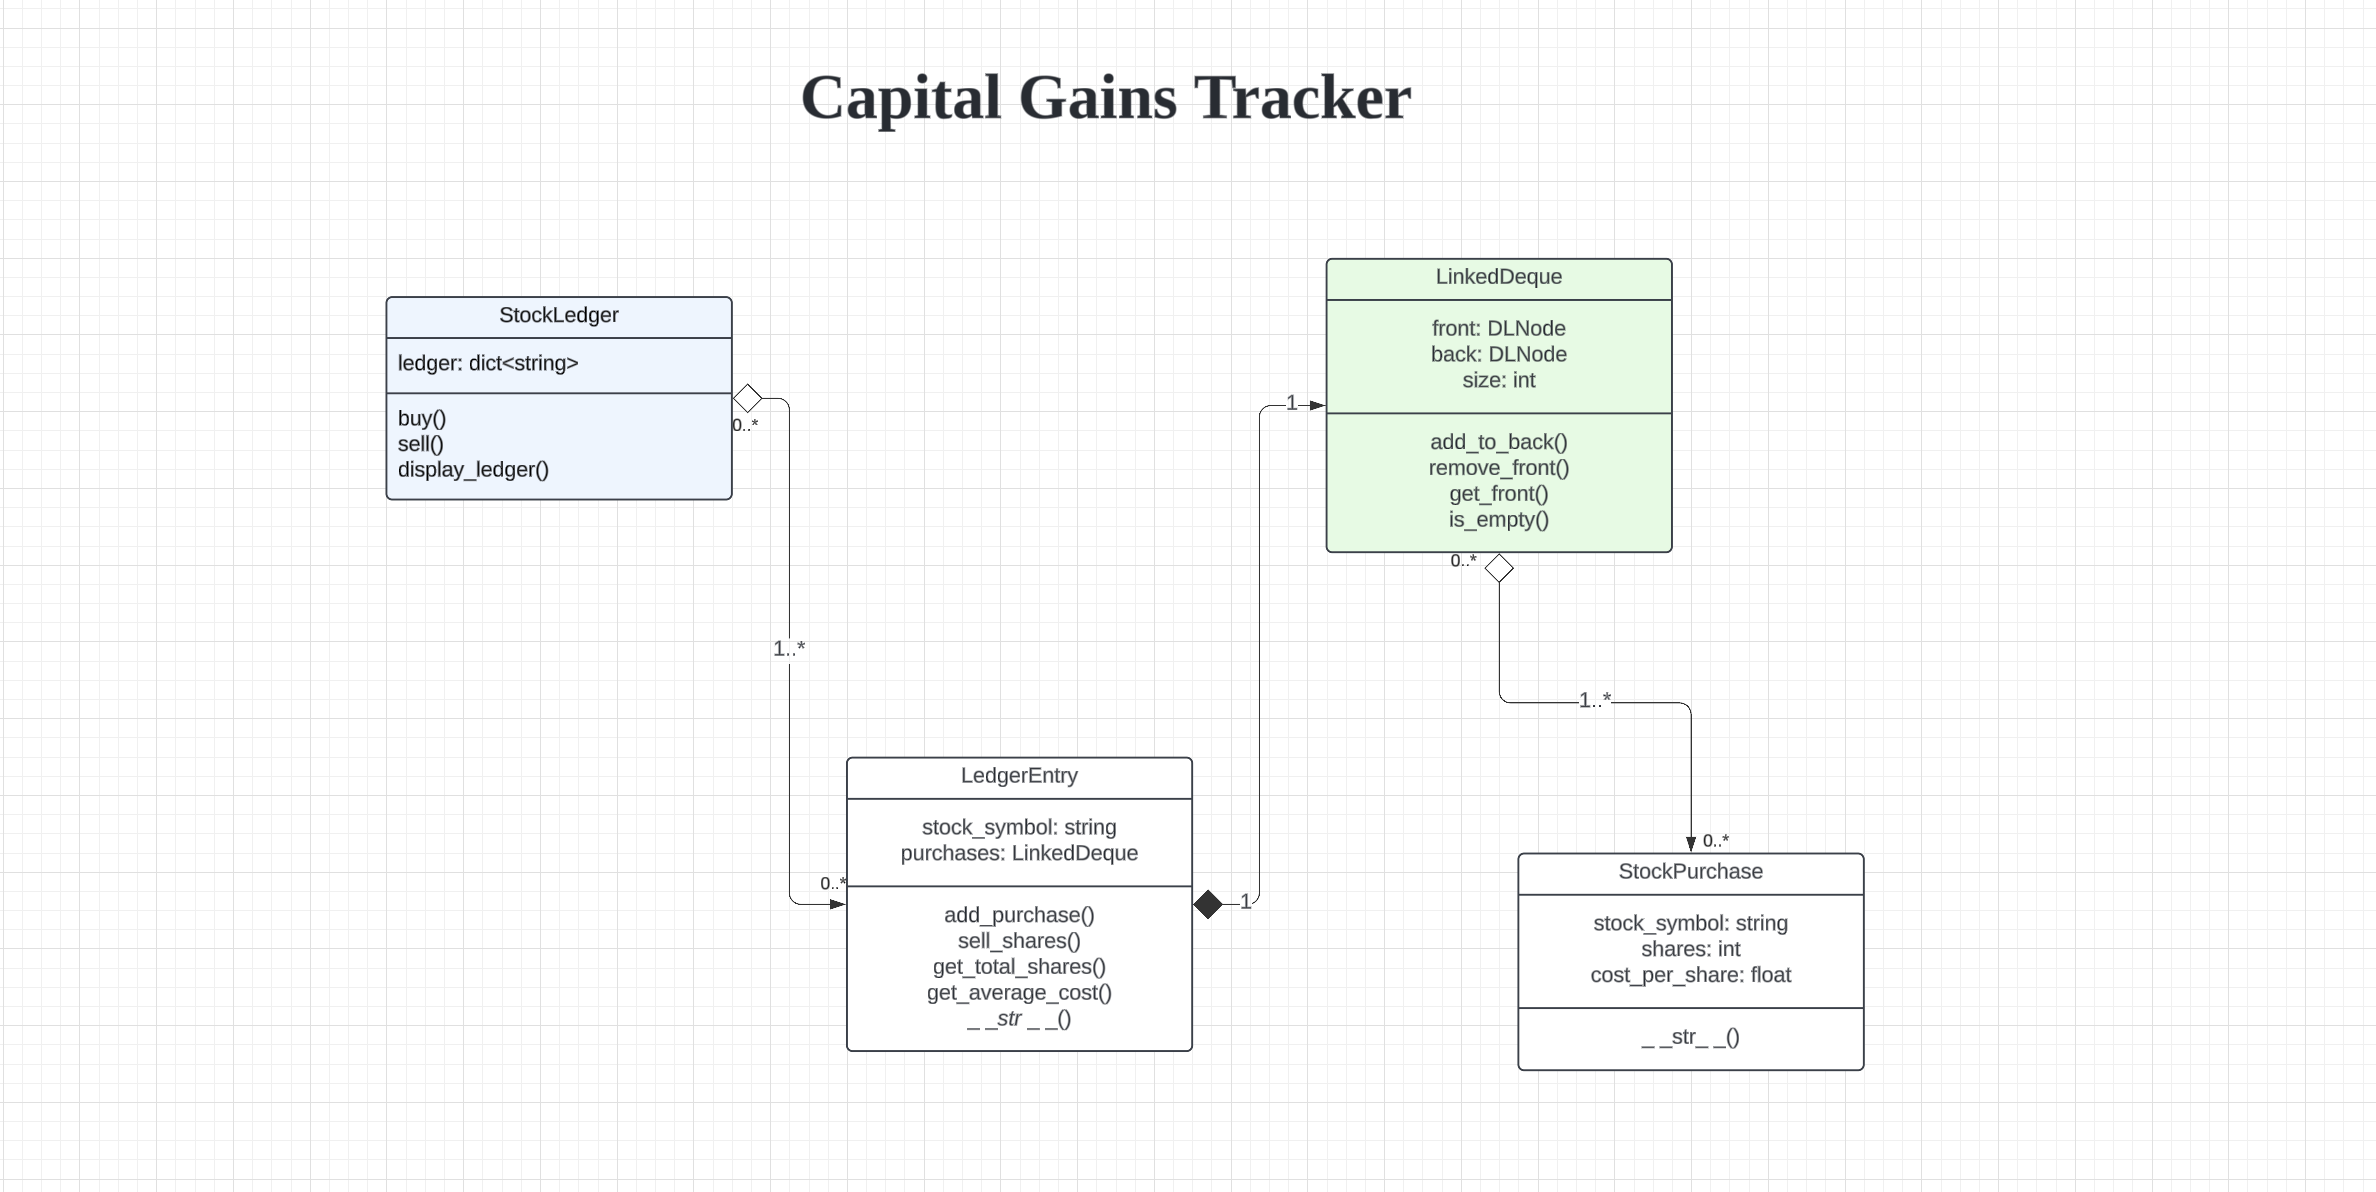 Capital Gains Tracker
StockLedger
ledger: dict<string>
buy()
sell()
display_ledger()
0..*
1..*
0..*
LedgerEntry
stock_symbol: string
purchases: LinkedDeque
add_purchase()
sell_shares()
get_total_shares()
get_average_cost()
_ _str _ _()
1
1
LinkedDeque
front: DLNode
back: DLNode
size: int
add_to_back()
remove_front()
get_front()
is_empty()
0..*
1..*
0..*
StockPurchase
stock_symbol: string
shares: int
cost_per_share: float
_ _str_ _()